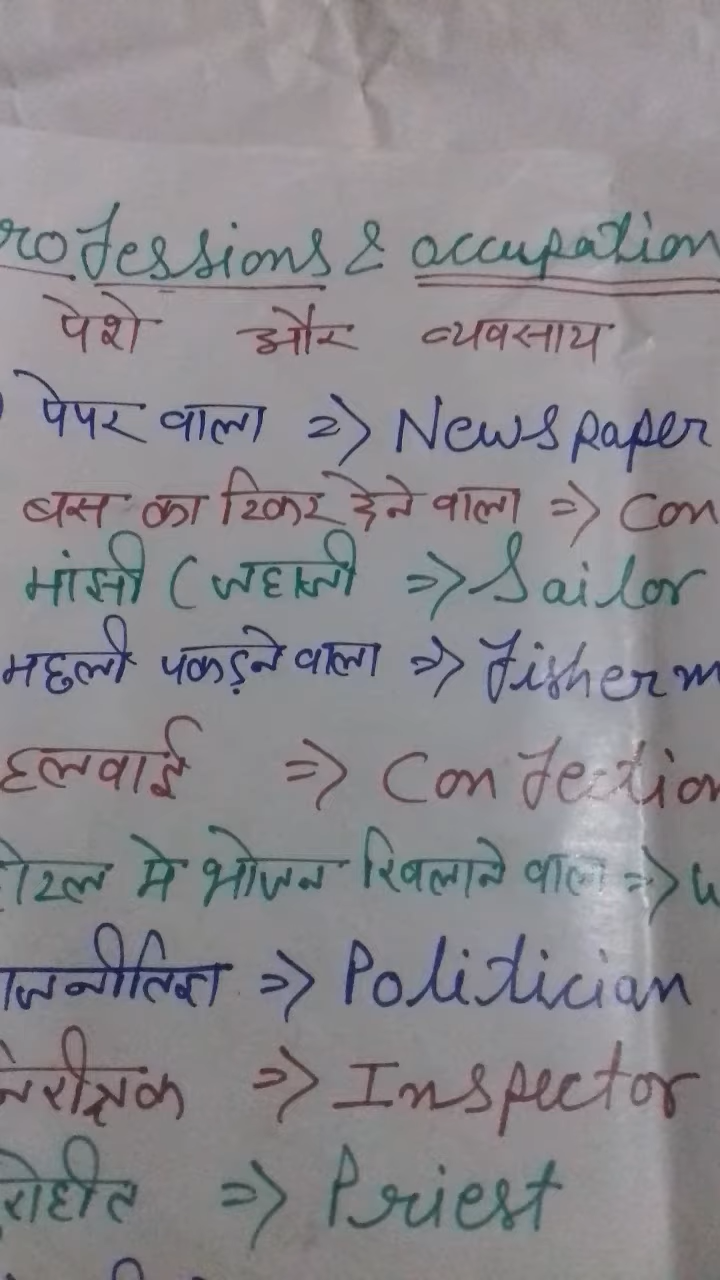 rofessions & occupation
पेशे और व्यवसाय
पेपर वाला => Newspaper
बस का टिकट देने वाला => Con
मांझी (जहाजी => Sailor
मछली पकड़ने वाला => Fisherm
हलवाई => Confection
होटल मे भोजन खिलाने वाला => W
ाजनीतिज्ञ => Politician
निरीक्षक => Inspector
ुरोहीत => Priest